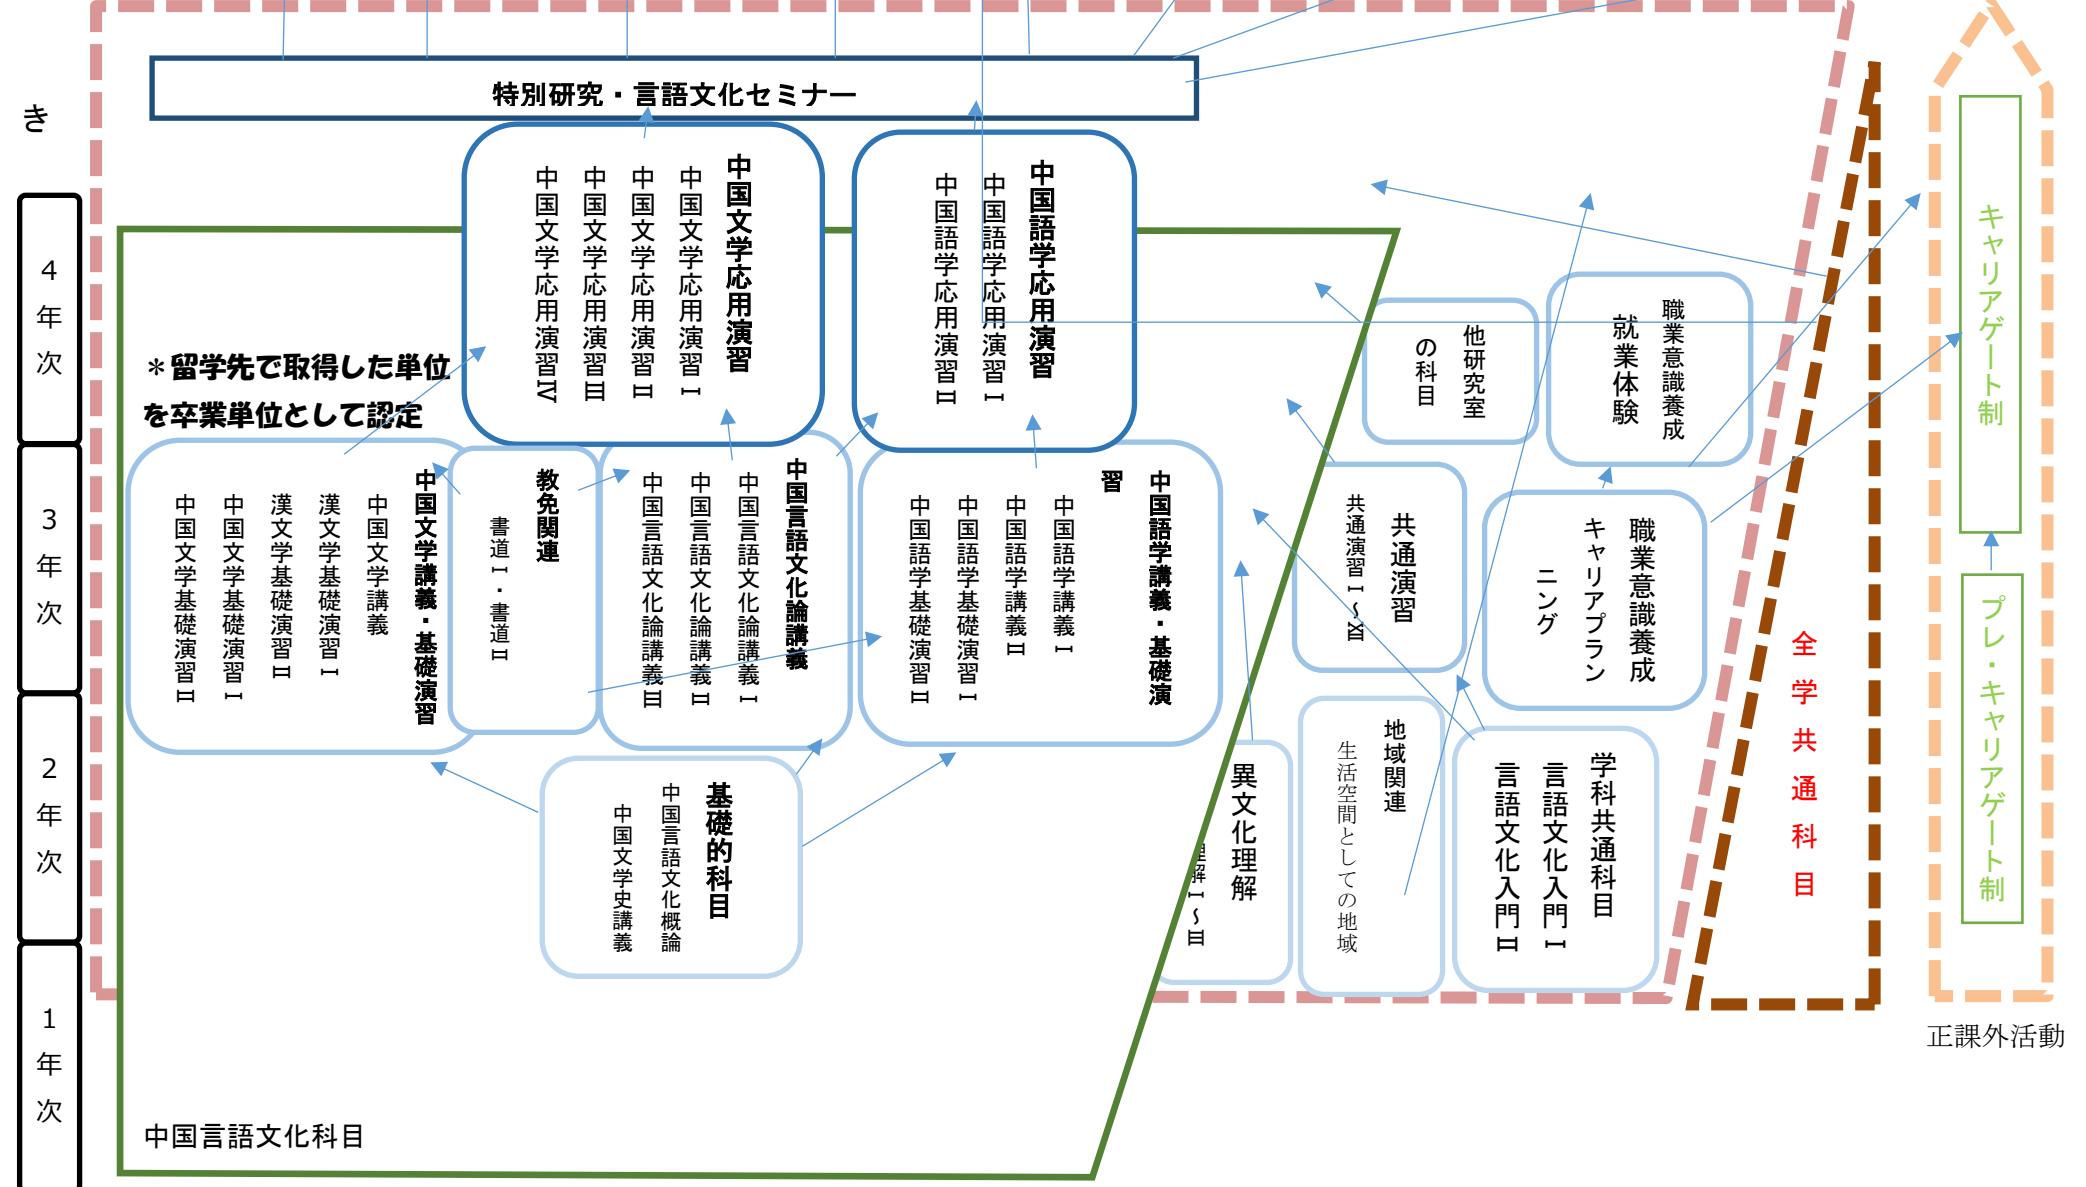 特別研究・言語文化セミナー
き
4年次
3年次
2年次
1年次
中国文学応用演習
中国文学応用演習Ⅰ
中国文学応用演習Ⅱ
中国文学応用演習Ⅲ
中国文学応用演習Ⅳ
中国語学応用演習
中国語学応用演習Ⅰ
中国語学応用演習Ⅱ
＊留学先で取得した単位
を卒業単位として認定
中国文学講義・基礎演習
中国文学講義
漢文学基礎演習Ⅰ
漢文学基礎演習Ⅱ
中国文学基礎演習Ⅰ
中国文学基礎演習Ⅱ
教免関連
書道Ⅰ・書道Ⅱ
中国言語文化論講義
中国言語文化論講義Ⅰ
中国言語文化論講義Ⅱ
中国言語文化論講義Ⅲ
中国語学講義・基礎演
習
中国語学講義Ⅰ
中国語学講義Ⅱ
中国語学基礎演習Ⅰ
中国語学基礎演習Ⅱ
基礎的科目
中国言語文化概論
中国文学史講義
中国言語文化科目
他研究室
の科目
職業意識養成
就業体験
共通演習
共通演習Ⅰ～Ⅻ
職業意識養成
キャリアプラン
ニング
異文化理解
理解Ⅰ～Ⅲ
地域関連
生活空間としての地域
学科共通科目
言語文化入門Ⅰ
言語文化入門Ⅱ
全学共通科目
キャリアゲート制
プレ・キャリアゲート制
正課外活動